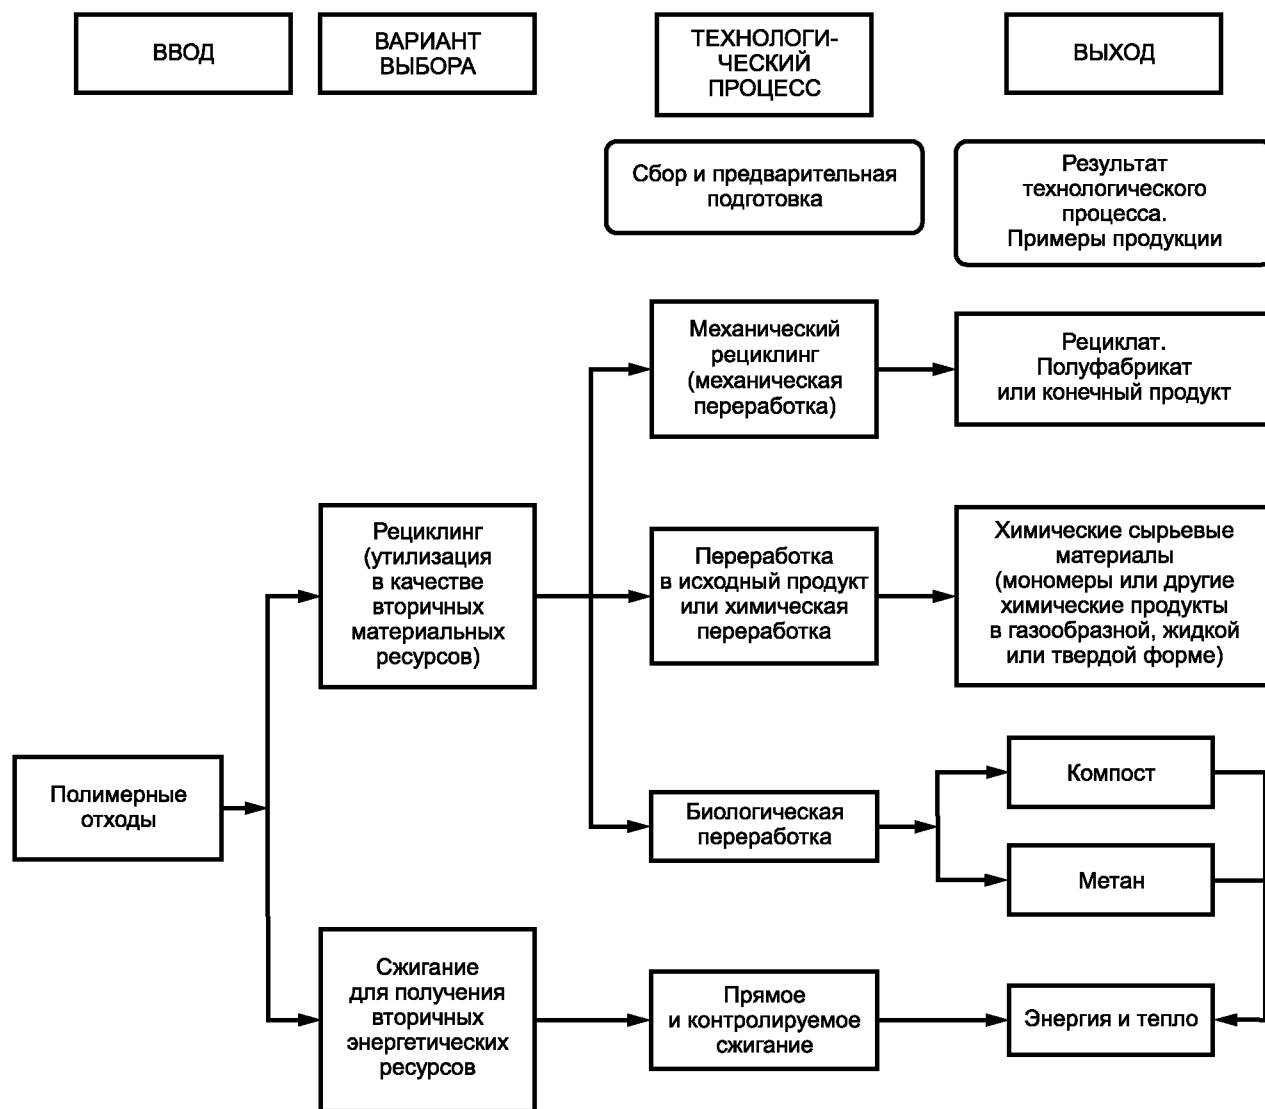 ВВОД
ВАРИАНТ
ВЫБОРА
ТЕХНОЛОГИ-
ЧЕСКИЙ
ПРОЦЕСС
ВЫХОД
Сбор и предварительная
подготовка
Результат
технологического
процесса.
Примеры продукции
Механический
рециклинг
(механическая
переработка)
Рециклат.
Полуфабрикат
или конечный продукт
Рециклинг
(утилизация
в качестве
вторичных
материальных
ресурсов)
Переработка
в исходный продукт
или химическая
переработка
Химические сырьевые
материалы
(мономеры или другие
химические продукты
в газообразной, жидкой
или твердой форме)
Полимерные
отходы
Биологическая
переработка
Компост
Метан
Сжигание
для получения
вторичных
энергетических
ресурсов
Прямое
и контролируемое
сжигание
Энергия и тепло